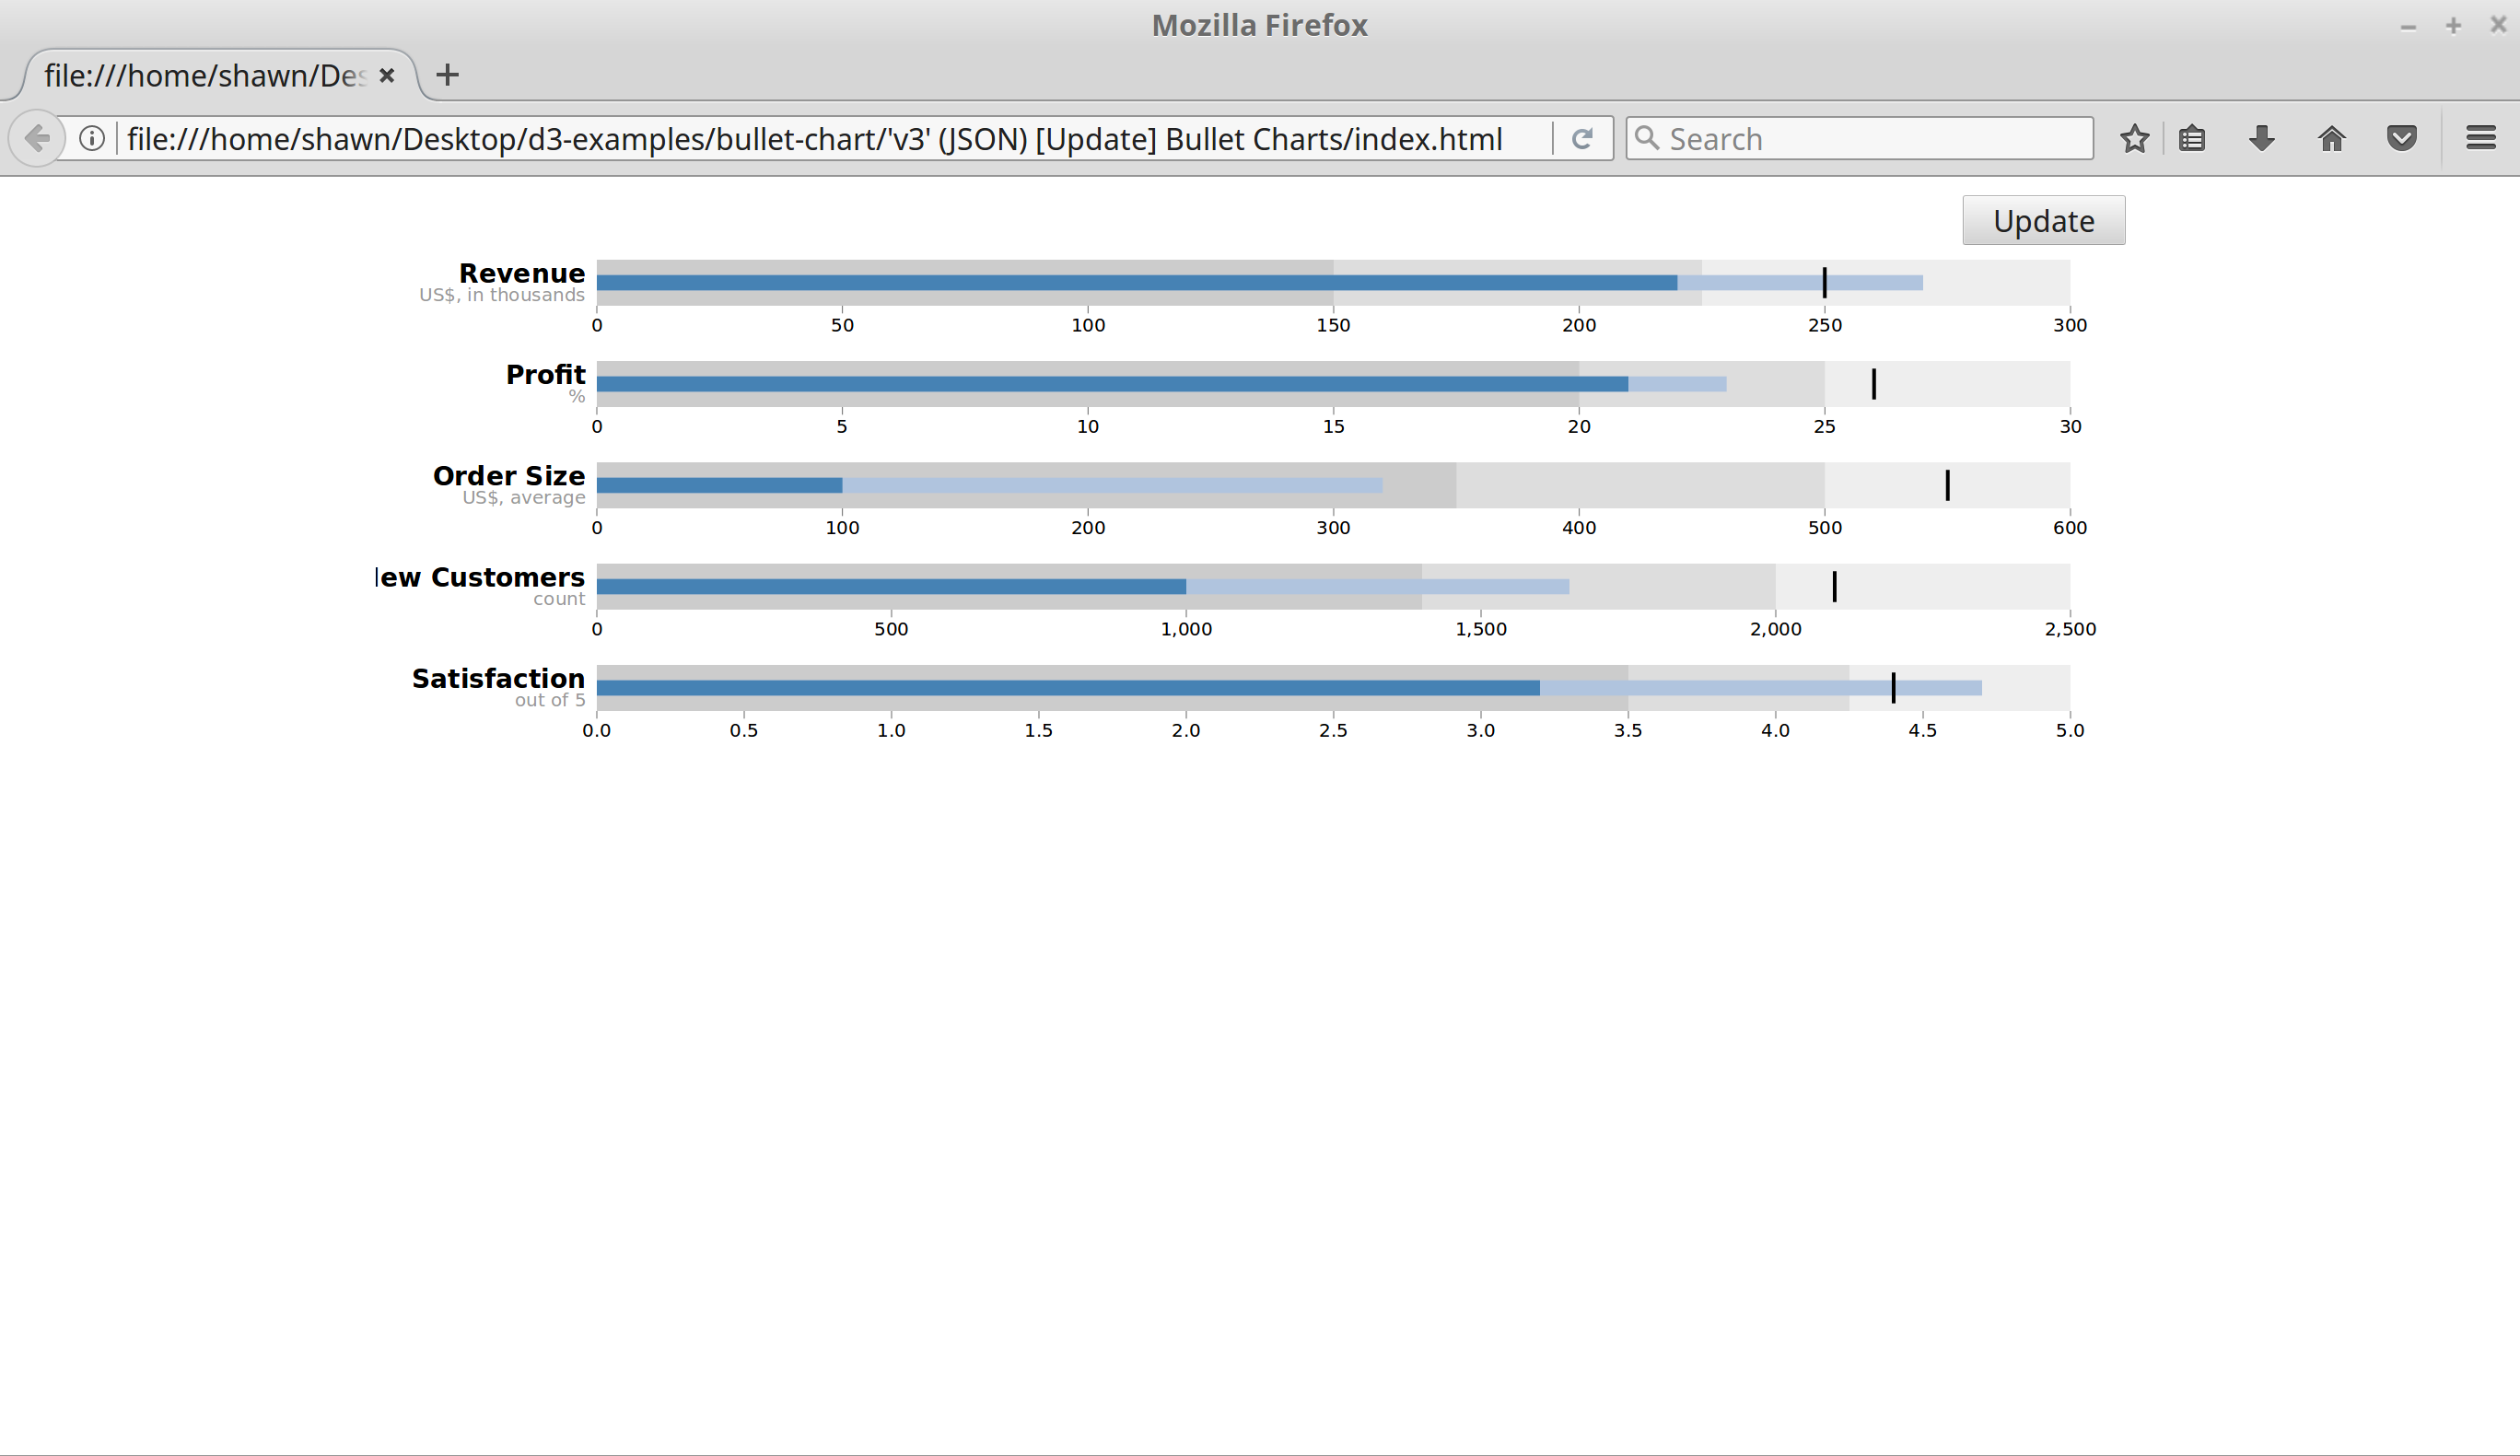 Mozilla Firefox
file:///home/shawn/Des
file:///home/shawn/Desktop/d3-examples/bullet-chart/'v3' (JSON) [Update] Bullet Charts/index.html
Search
Update
Revenue
US$, in thousands
0 50 100 150 200 250 300
Profit
%
0 5 10 15 20 25 30
Order Size
US$, average
0 100 200 300 400 500 600
ew Customers
count
0 500 1,000 1,500 2,000 2,500
Satisfaction
out of 5
0.0 0.5 1.0 1.5 2.0 2.5 3.0 3.5 4.0 4.5 5.0